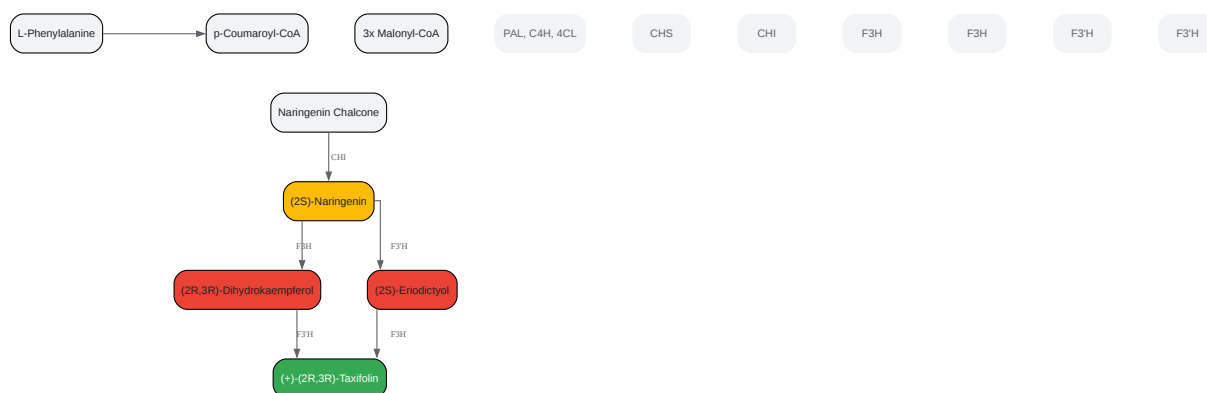 L-Phenylalanine
p-Coumaroyl-CoA
3x Malonyl-CoA
PAL, C4H, 4CL
CHS
CHI
F3H
F3H
F3'H
F3'H
Naringenin Chalcone
CHI
(2S)-Naringenin
F3H
F3'H
(2R,3R)-Dihydrokaempferol
(2S)-Eriodictyol
F3'H
F3H
(+)-(2R,3R)-Taxifolin